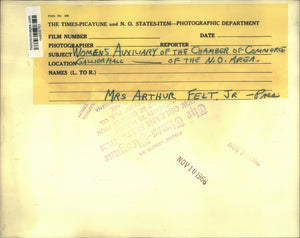 THE TIMES-PICAYUNE and N. O. STATES-ITEM—PHOTOGRAPHIC DEPARTMENT
FILM NUMBER DATE
PHOTOGRAPHER REPORTER
SUBJECT WOMENS AUXILIARY OF THE CHAMBER OF COMMERCE
LOCATION GALLIER HALL — OF THE N.O. AREA.
NAMES (L. TO R.)
MRS ARTHUR FELT, JR — PRES
NOV 10 1966